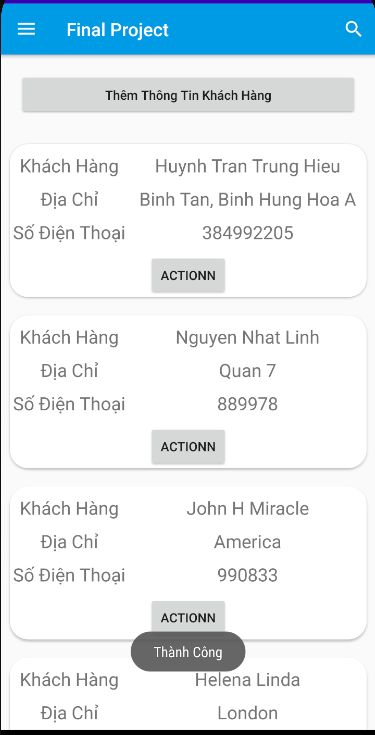 Final Project
Thêm Thông Tin Khách Hàng
Khách Hàng Huynh Tran Trung Hieu
Địa Chỉ Binh Tan, Binh Hung Hoa A
Số Điện Thoại 384992205
ACTIONN
Khách Hàng Nguyen Nhat Linh
Địa Chỉ Quan 7
Số Điện Thoại 889978
ACTIONN
Khách Hàng John H Miracle
Địa Chỉ America
Số Điện Thoại 990833
ACTIONN
Thành Công
Khách Hàng Helena Linda
Địa Chỉ London